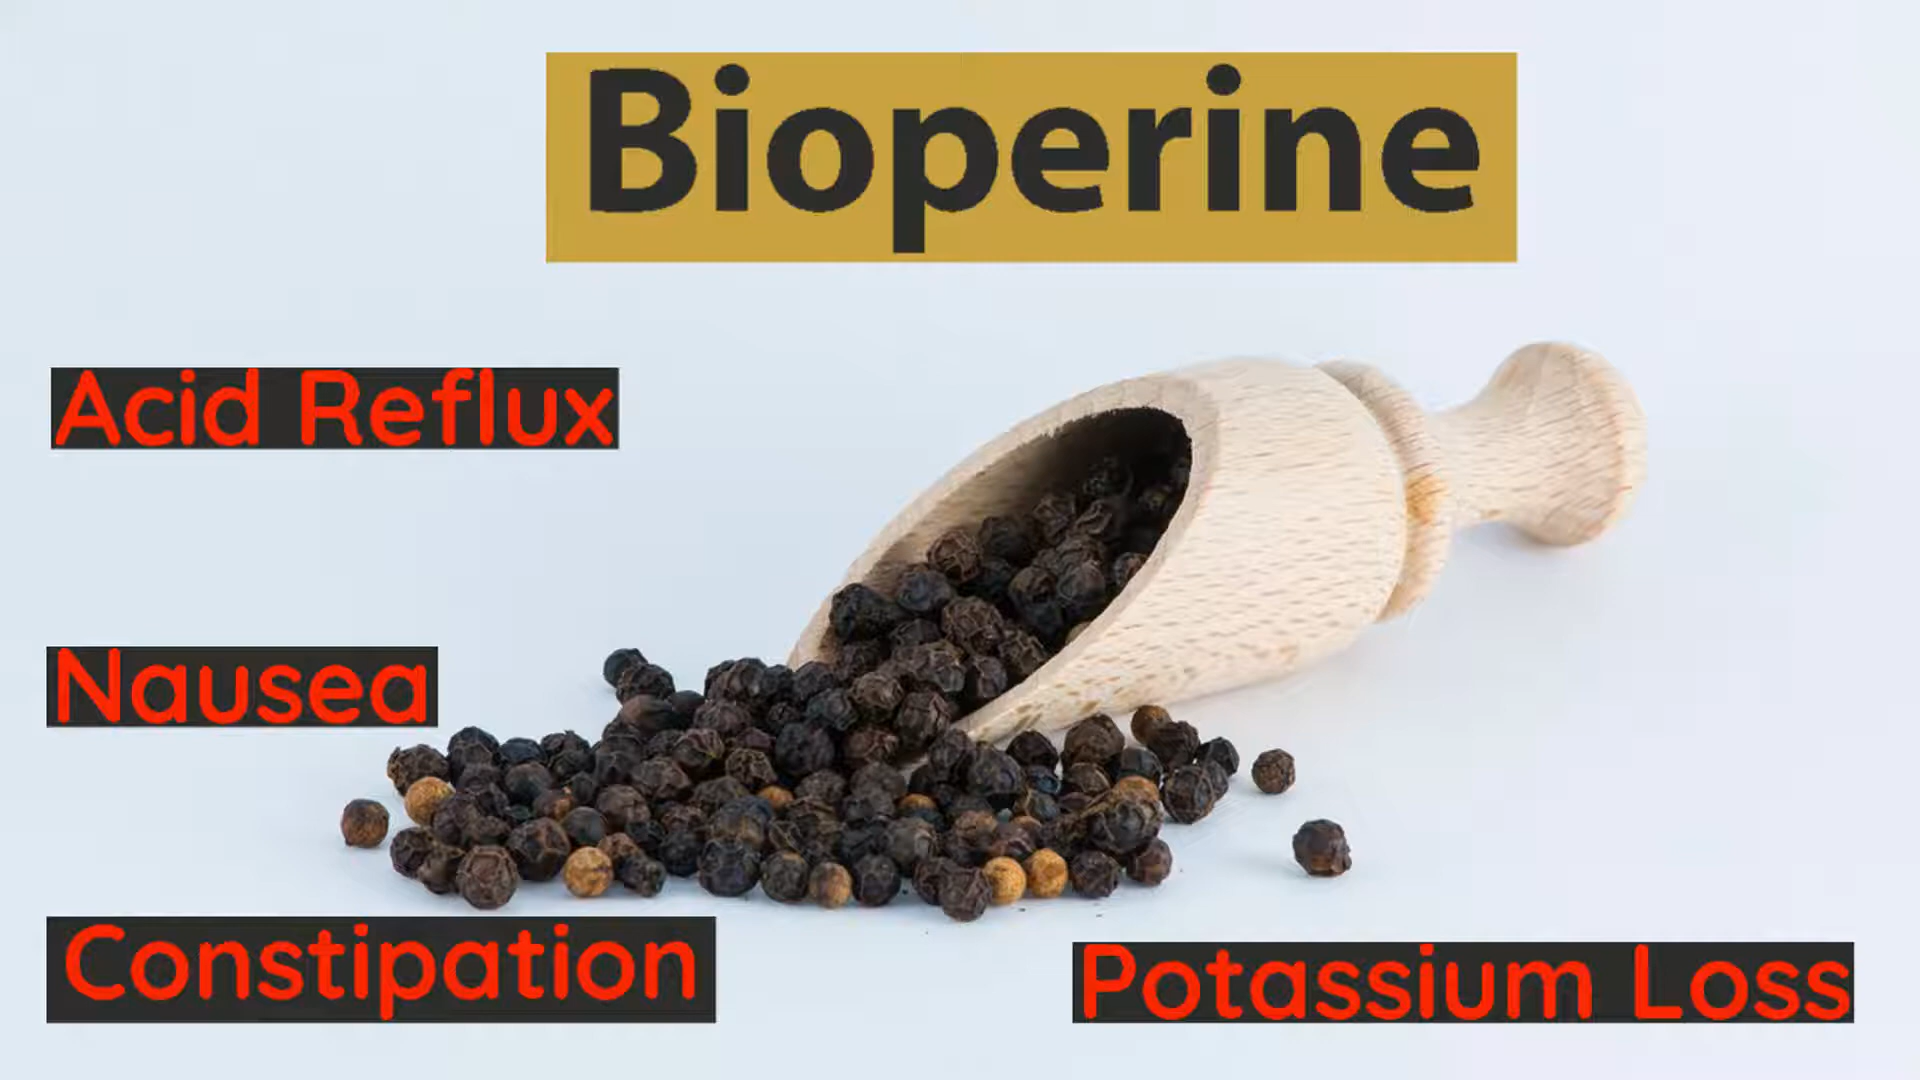 Bioperine
Acid Reflux
Nausea
Constipation
Potassium Loss